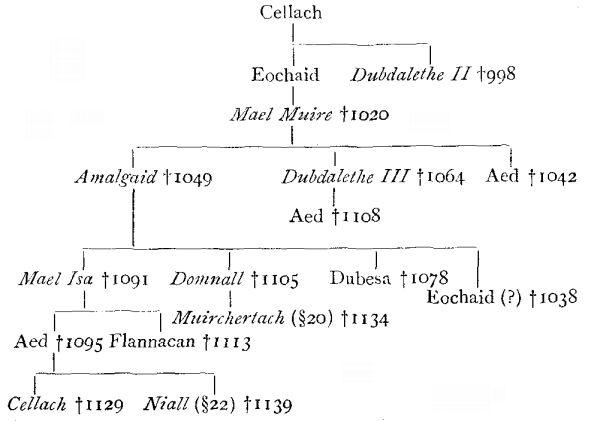 Cellach
Eochaid Dubdalethe II †998
Mael Muire †1020
Amalgaid †1049 Dubdalethe III †1064 Aed †1042
Aed †1108
Mael Isa †1091 Domnall †1105 Dubesa †1078
Eochaid (?) †1038
Muirchertach (§20) †1134
Aed †1095 Flannacan †1113
Cellach †1129 Niall (§22) †1139